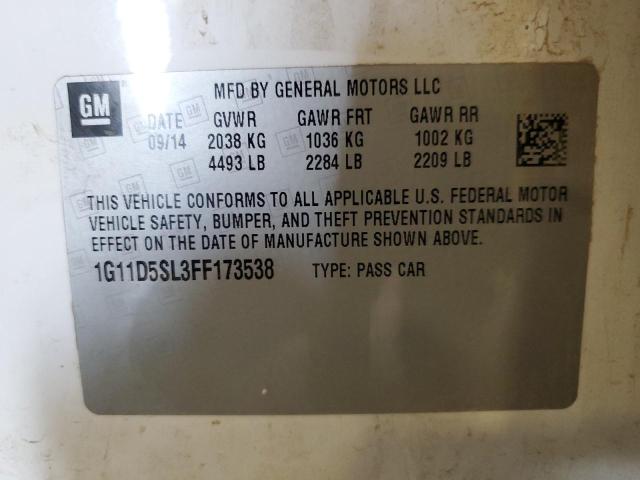 MFD BY GENERAL MOTORS LLC
GM
DATE GVWR GAWR FRT GAWR RR
09/14 2038 KG 1036 KG 1002 KG
4493 LB 2284 LB 2209 LB
THIS VEHICLE CONFORMS TO ALL APPLICABLE U.S. FEDERAL MOTOR
VEHICLE SAFETY, BUMPER, AND THEFT PREVENTION STANDARDS IN
EFFECT ON THE DATE OF MANUFACTURE SHOWN ABOVE.
1G11D5SL3FF173538 TYPE: PASS CAR